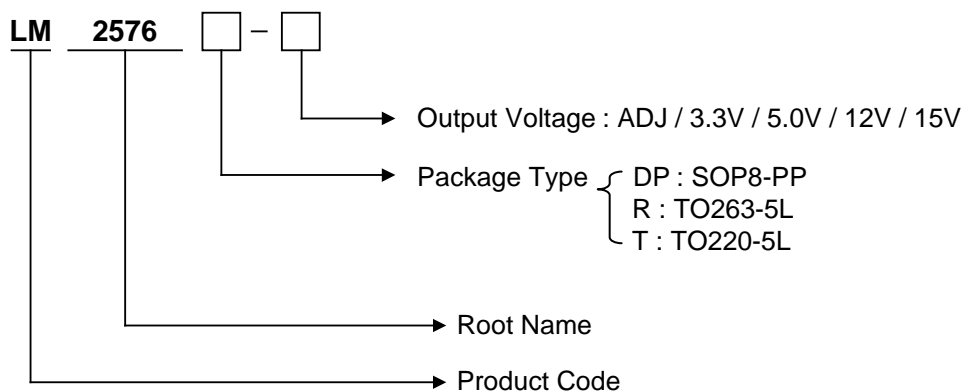 LM 2576 –
Output Voltage : ADJ / 3.3V / 5.0V / 12V / 15V
Package Type DP : SOP8-PP
R : TO263-5L
T : TO220-5L
Root Name
Product Code